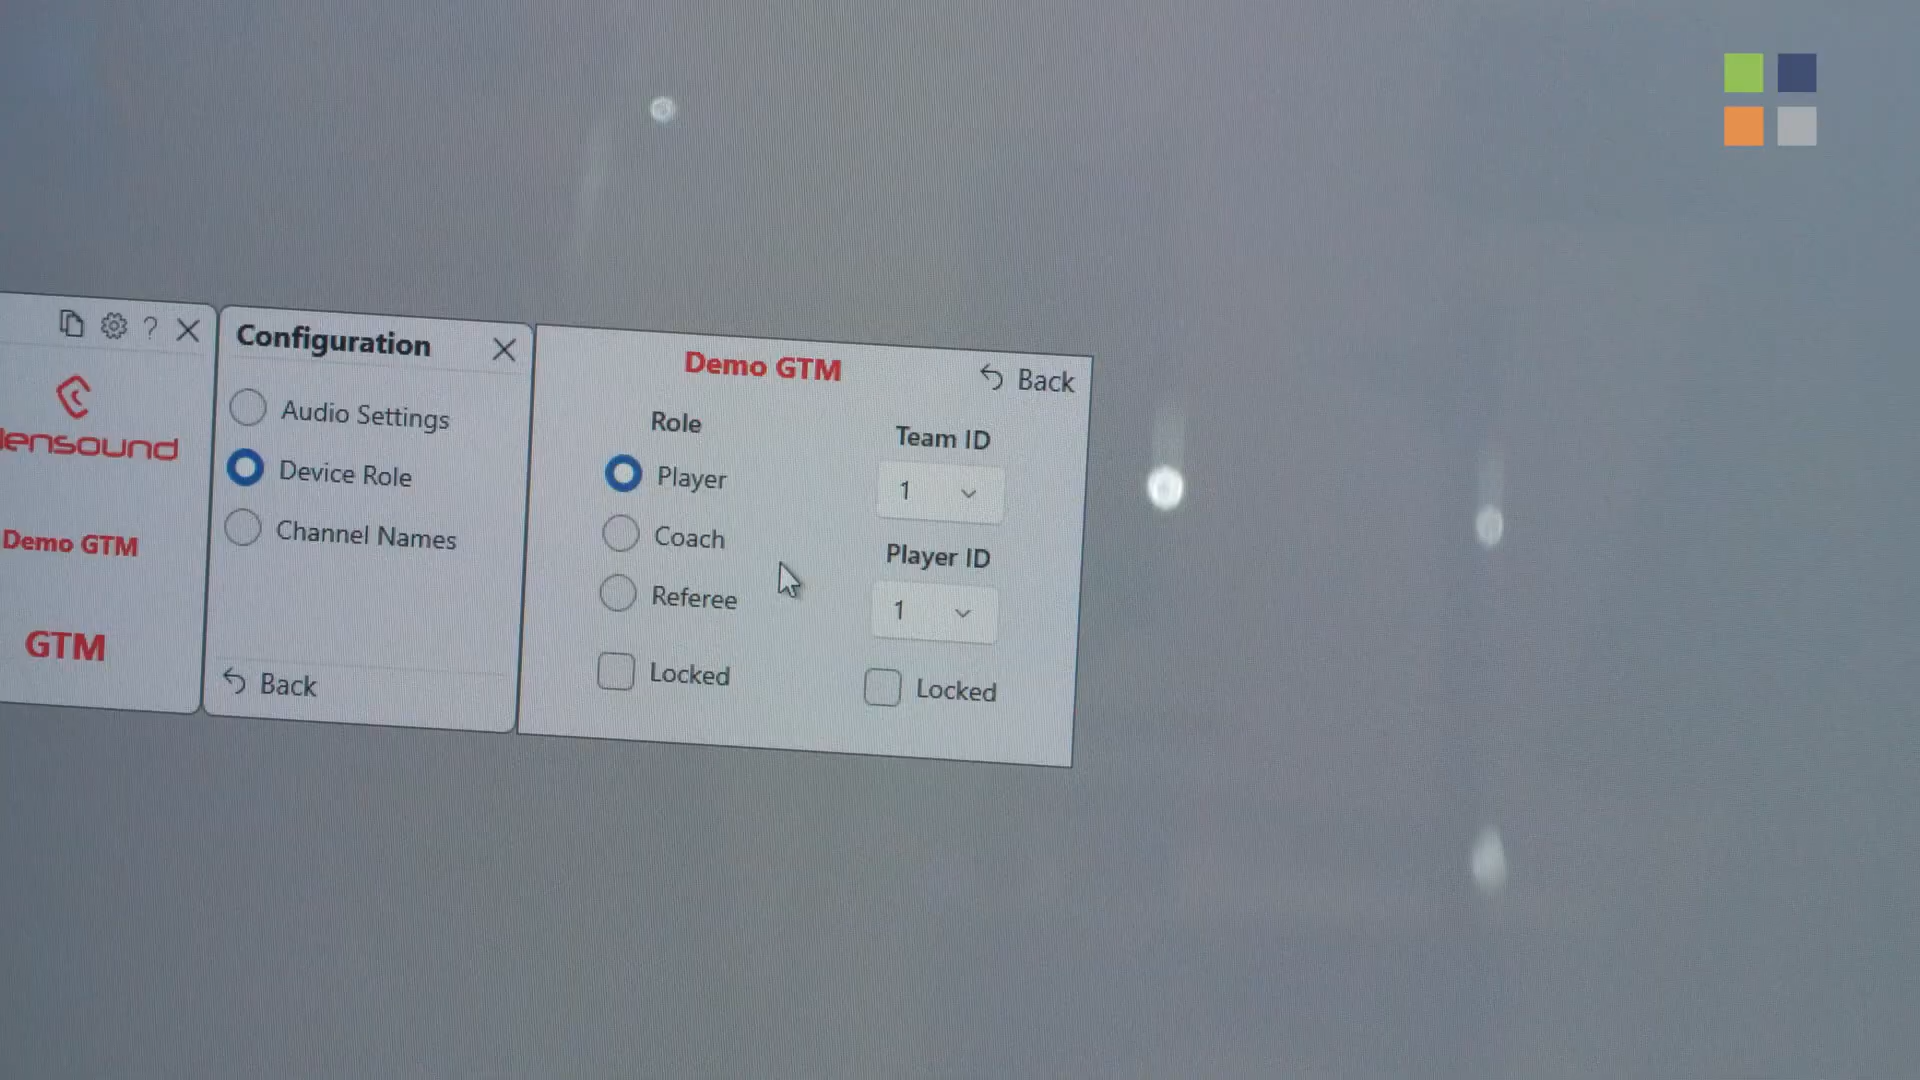 ?
lensound
Demo GTM
GTM
Configuration
Audio Settings
Device Role
Channel Names
Back
Demo GTM
Back
Role
Player
Coach
Referee
Locked
Team ID
1
Player ID
1
Locked